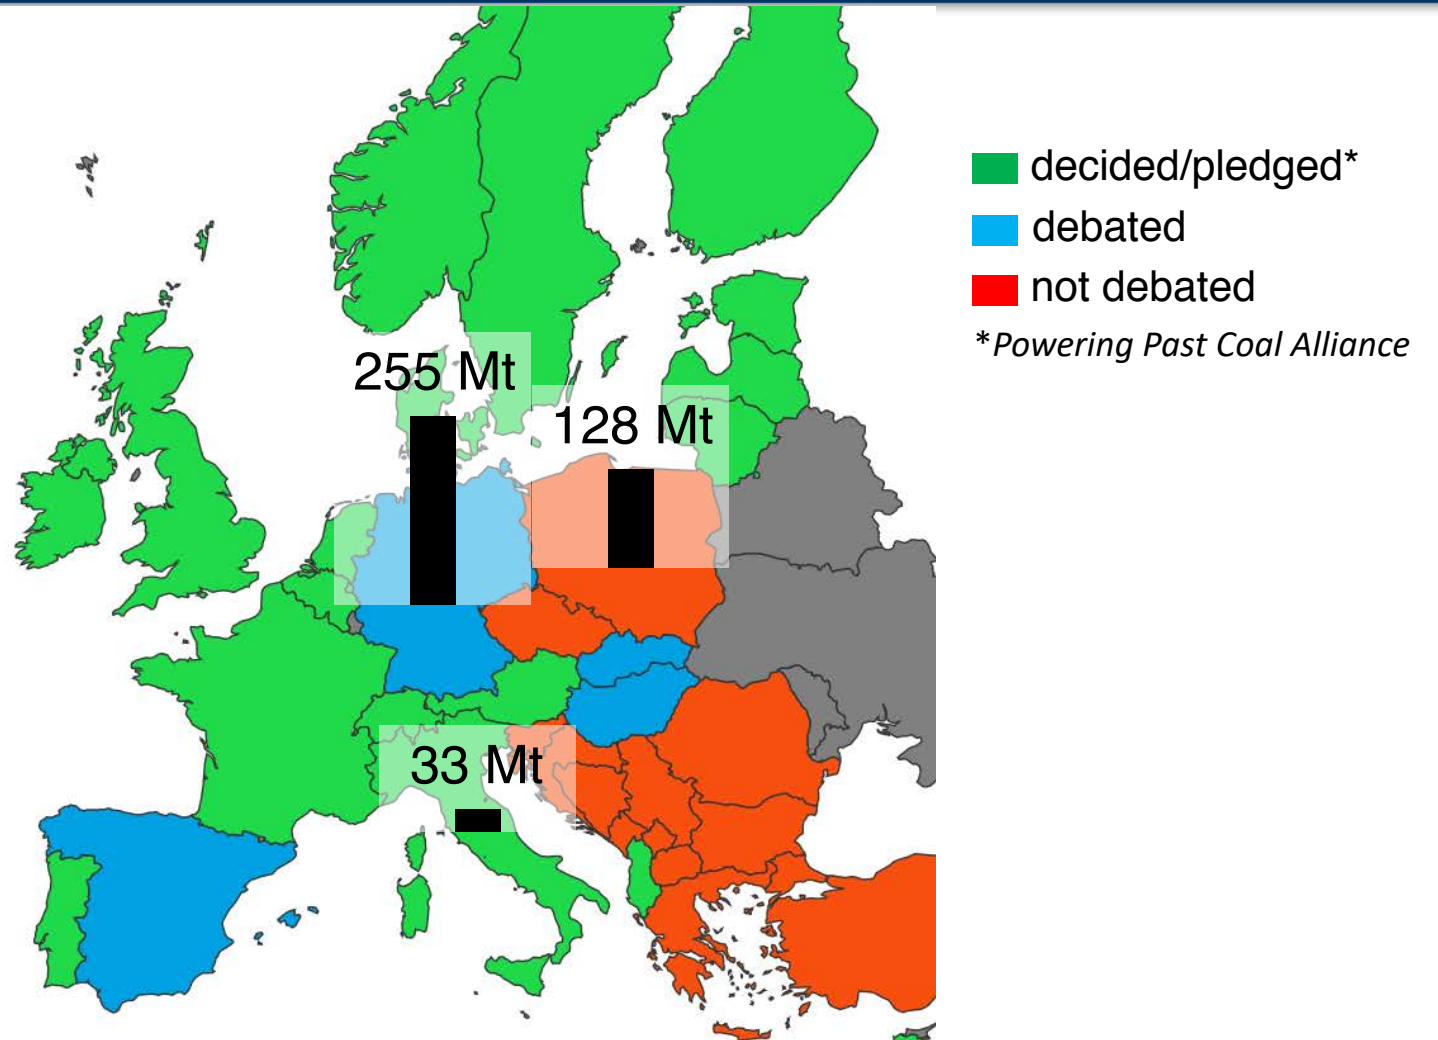 decided/pledged*
debated
not debated
*Powering Past Coal Alliance
255 Mt
128 Mt
33 Mt